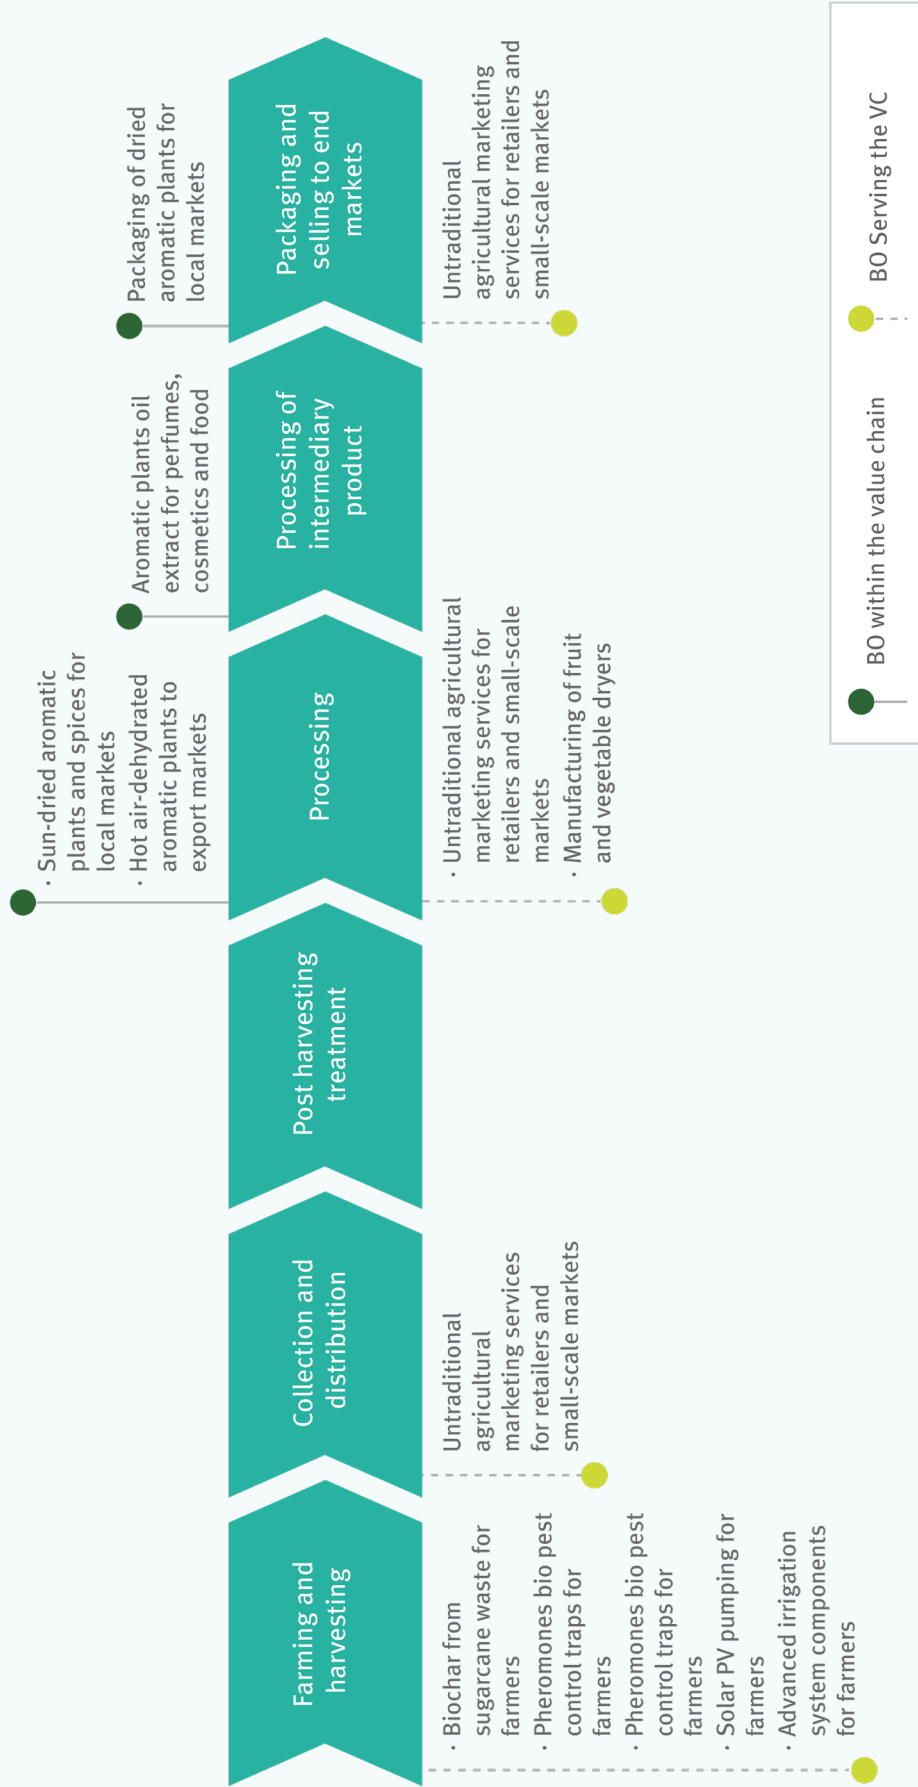 · Sun-dried aromatic
plants and spices for
local markets
· Hot air-dehydrated
aromatic plants to
export markets
Aromatic plants oil
extract for perfumes,
cosmetics and food
Packaging of dried
aromatic plants for
local markets
Farming and
harvesting
Collection and
distribution
Post harvesting
treatment
Processing
Processing of
intermediary
product
Packaging and
selling to end
markets
· Biochar from
sugarcane waste for
farmers
· Pheromones bio pest
control traps for
farmers
· Pheromones bio pest
control traps for
farmers
· Solar PV pumping for
farmers
· Advanced irrigation
system components
for farmers
Untraditional
agricultural
marketing services
for retailers and
small-scale markets
· Untraditional agricultural
marketing services for
retailers and small-scale
markets
· Manufacturing of fruit
and vegetable dryers
Untraditional
agricultural marketing
services for retailers and
small-scale markets
BO within the value chain
BO Serving the VC